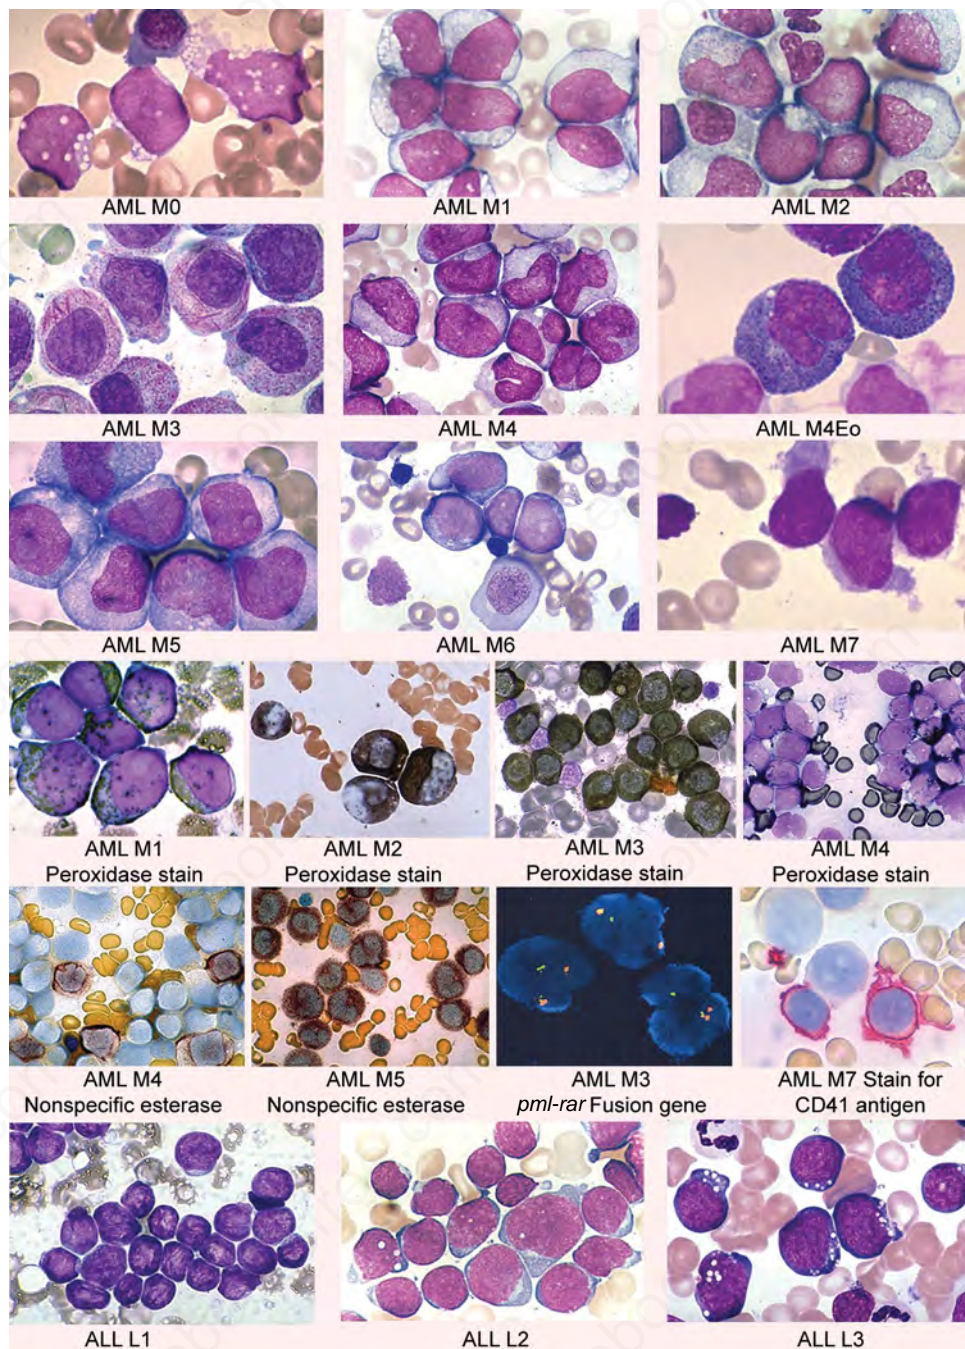 AML M0
AML M1
AML M2
AML M3
AML M4
AML M4Eo
AML M5
AML M6
AML M7
AML M1
Peroxidase stain
AML M2
Peroxidase stain
AML M3
Peroxidase stain
AML M4
Peroxidase stain
AML M4
Nonspecific esterase
AML M5
Nonspecific esterase
AML M3
pml-rar Fusion gene
AML M7 Stain for
CD41 antigen
ALL L1
ALL L2
ALL L3